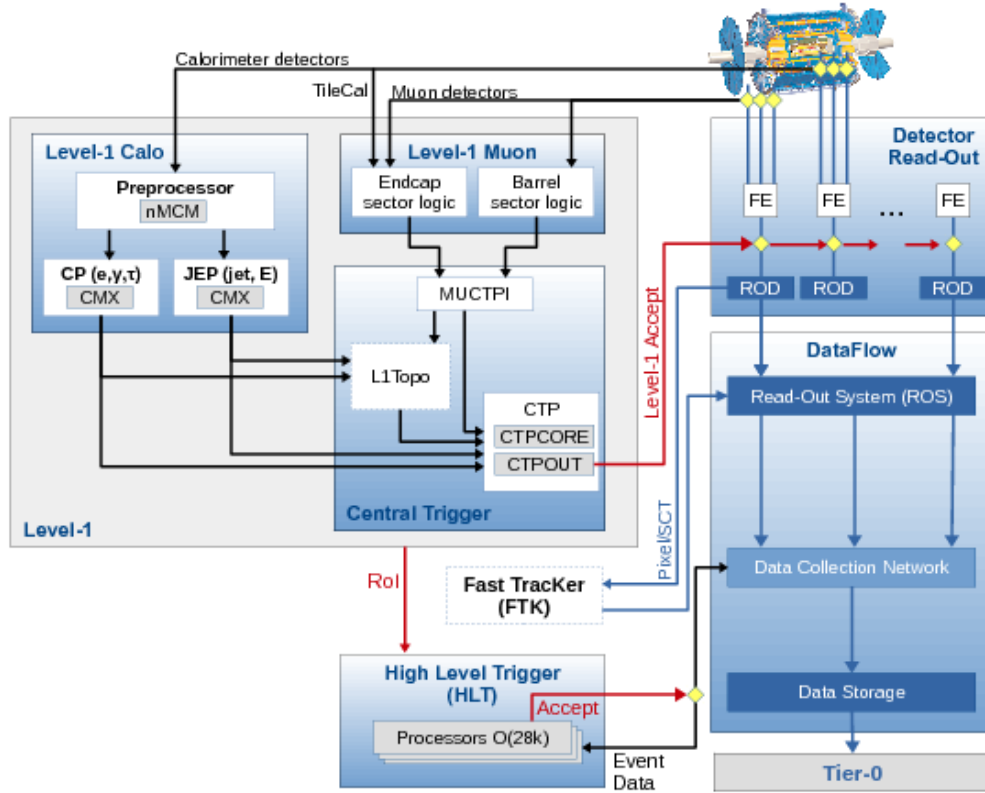 Calorimeter detectors
TileCal
Muon detectors
Level-1 Calo
Preprocessor
nMCM
CP (e,γ,τ)
CMX
JEP (jet, E)
CMX
Level-1 Muon
Endcap
sector logic
Barrel
sector logic
MUCTPI
L1Topo
CTP
CTPCORE
CTPOUT
Central Trigger
Level-1
Level-1 Accept
Detector
Read-Out
FE
FE
...
FE
ROD
ROD
ROD
DataFlow
Read-Out System (ROS)
Data Collection Network
Data Storage
Tier-0
Pixel/SCT
RoI
Fast TracKer
(FTK)
High Level Trigger
(HLT)
Accept
Processors O(28k)
Event
Data